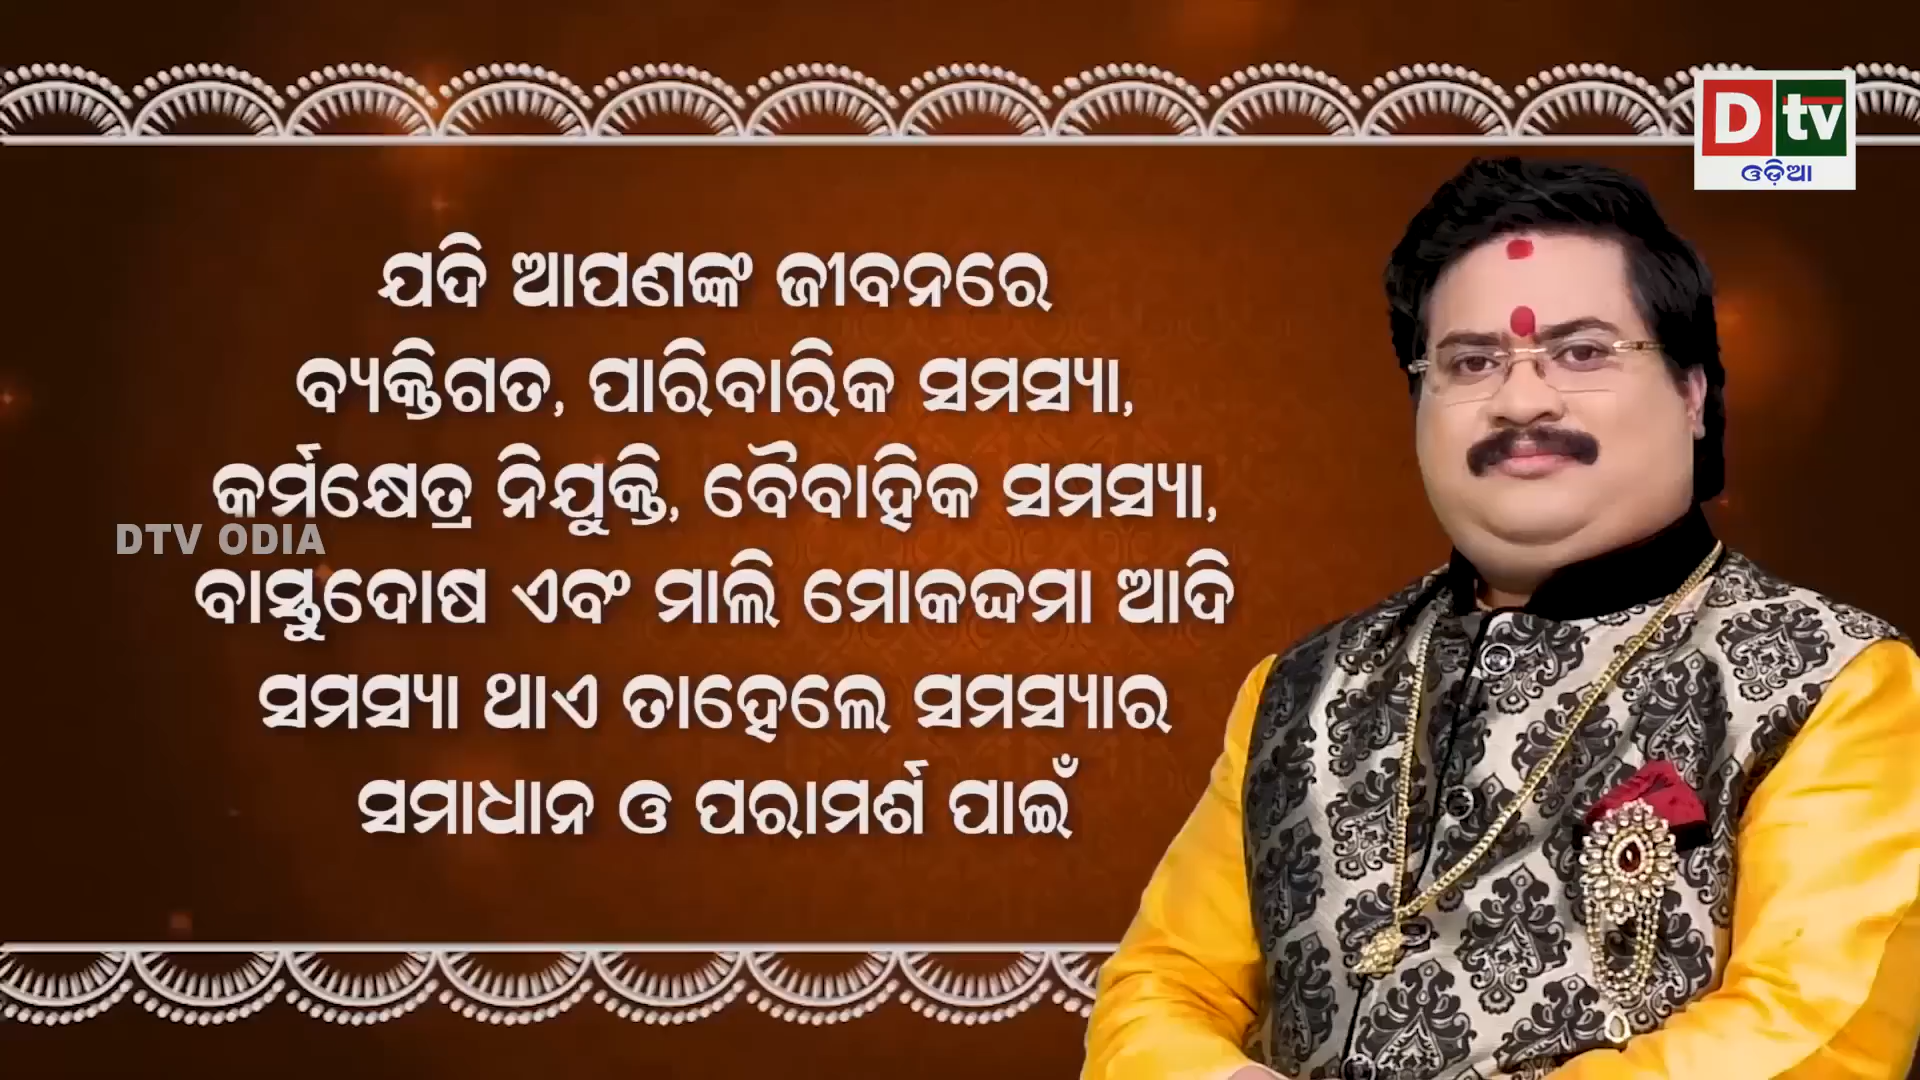 Dtv
ଓଡ଼ିଆ
ଯଦି ଆପଣଙ୍କ ଜୀବନରେ
ବ୍ୟକ୍ତିଗତ, ପାରିବାରିକ ସମସ୍ୟା,
କର୍ମକ୍ଷେତ୍ର ନିଯୁକ୍ତି, ବୈବାହିକ ସମସ୍ୟା,
DTV ODIA
ବାସ୍ତୁଦୋଷ ଏବଂ ମାଲି ମୋକଦ୍ଦମା ଆଦି
ସମସ୍ୟା ଥାଏ ତାହେଲେ ସମସ୍ୟାର
ସମାଧାନ ଓ ପରାମର୍ଶ ପାଇଁ